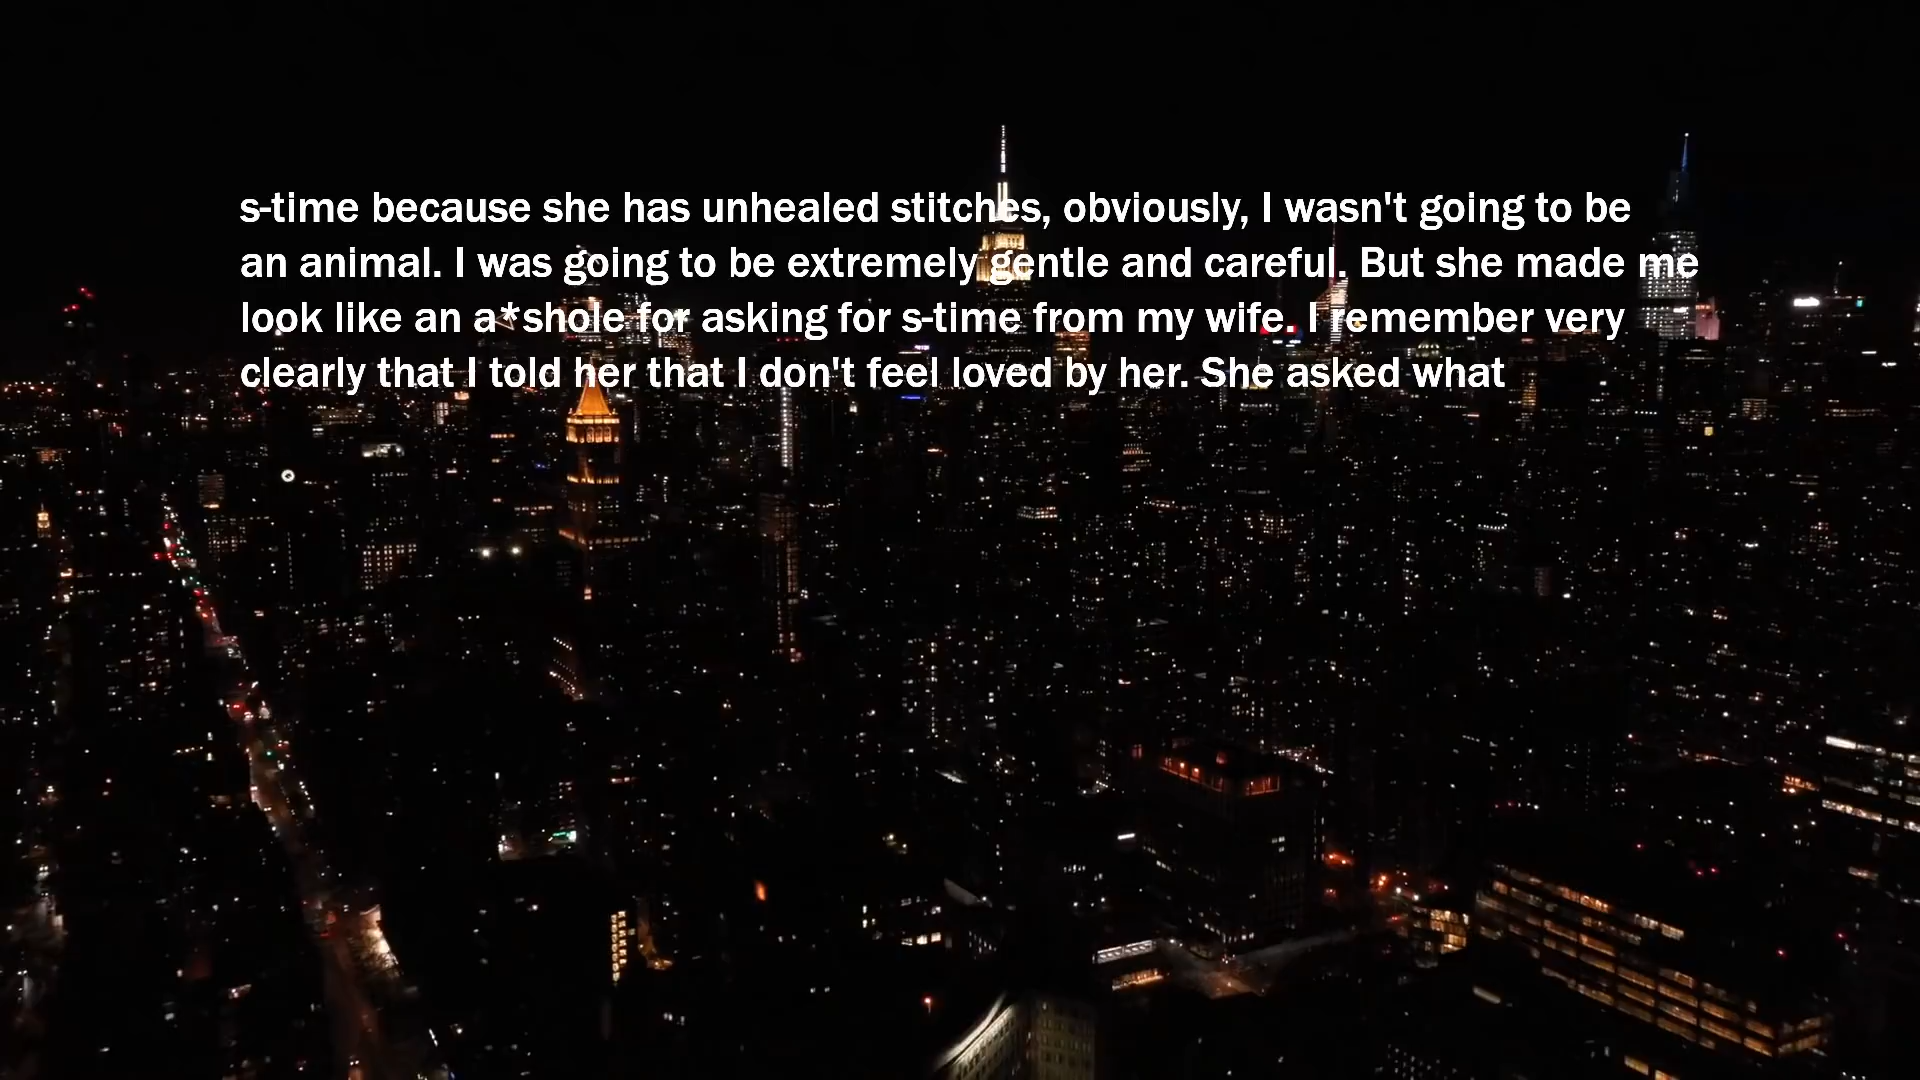 s-time because she has unhealed stitches, obviously, I wasn't going to be
an animal. I was going to be extremely gentle and careful. But she made me
look like an a*shole for asking for s-time from my wife. I remember very
clearly that I told her that I don't feel loved by her. She asked what